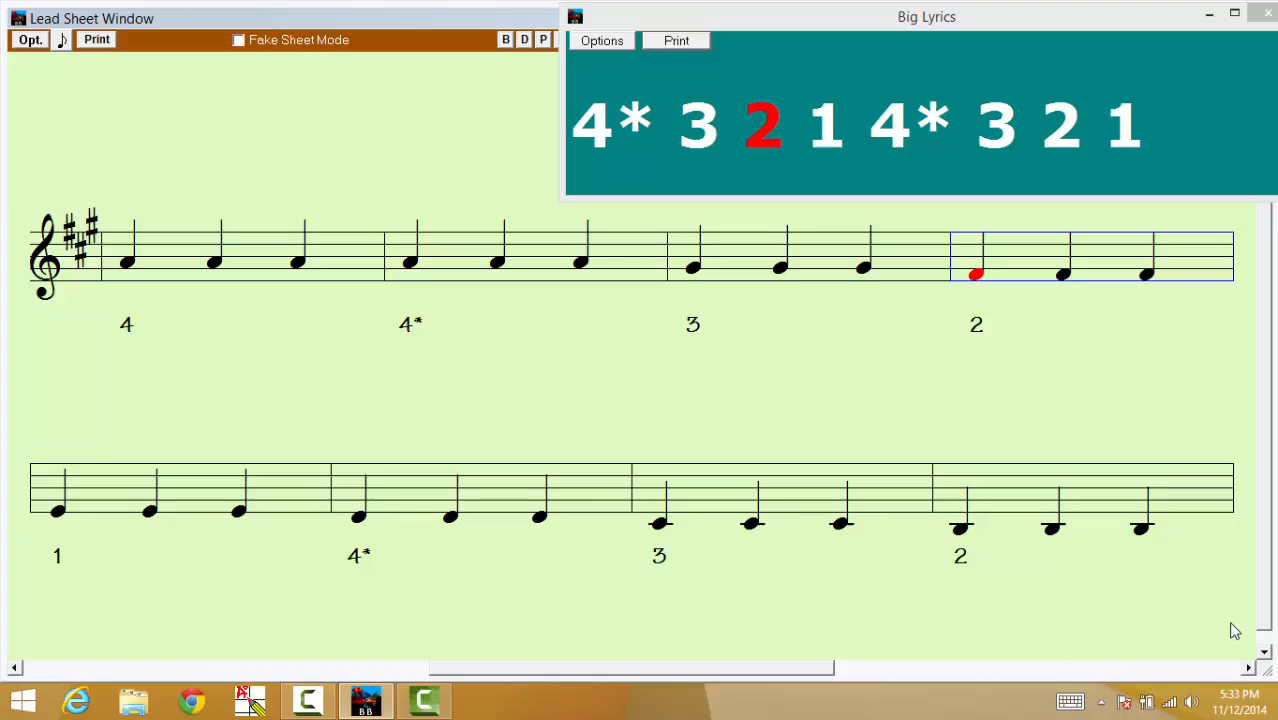 Lead Sheet Window
Big Lyrics
Opt. Print Fake Sheet Mode B D P
Options Print
4* 3 2 1 4* 3 2 1
4 4* 3 2
1 4* 3 2
BB
5:33 PM
11/12/2014